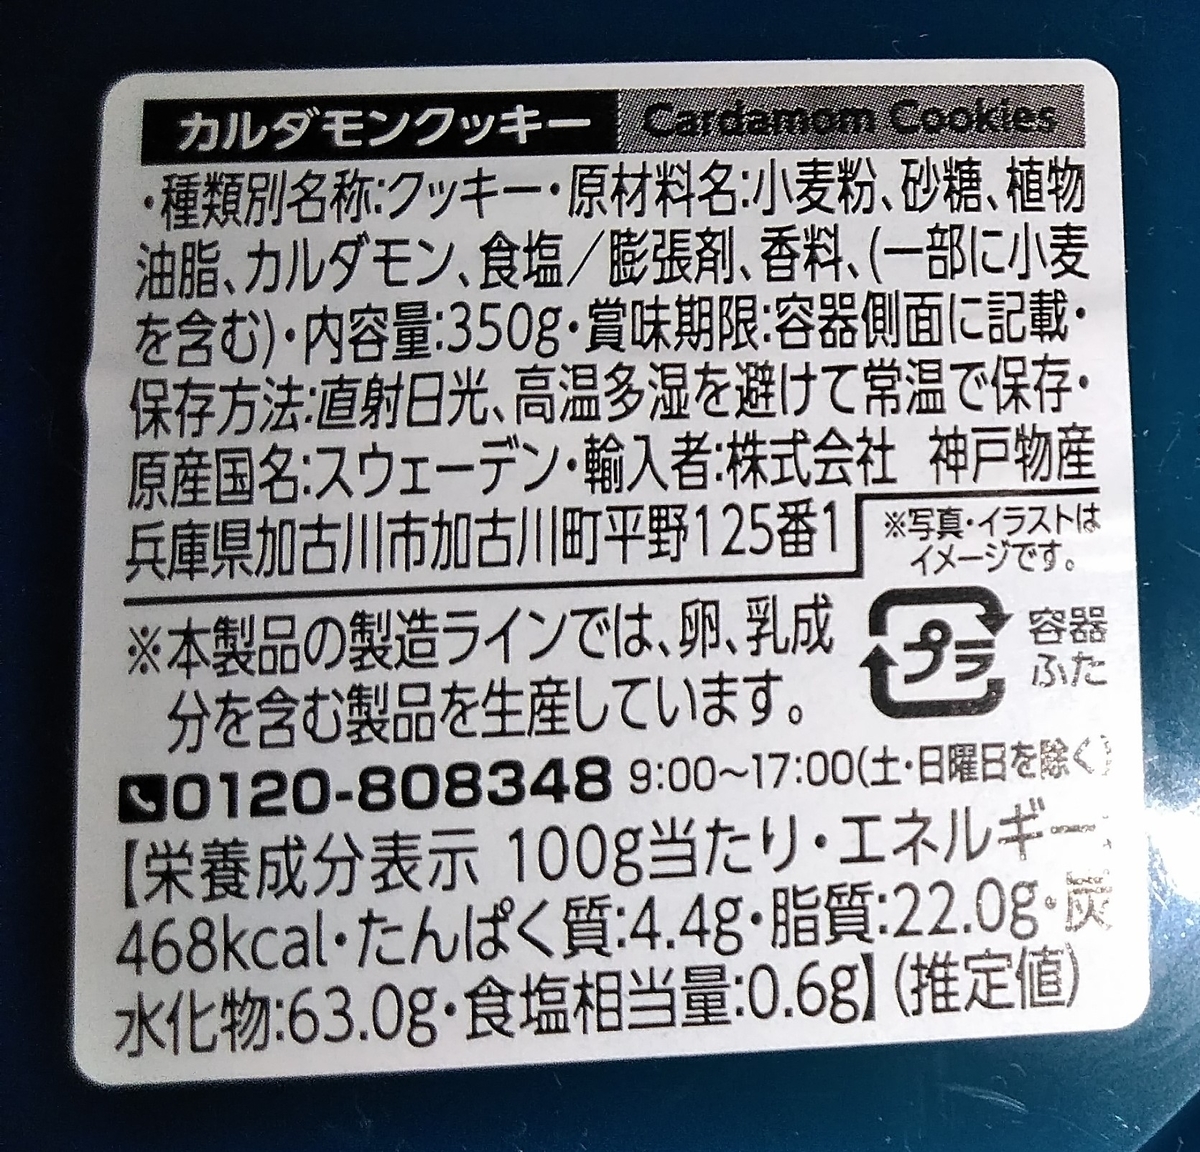 カルダモンクッキー Cardamom Cookies
・種類別名称:クッキー・原材料名:小麦粉、砂糖、植物
油脂、カルダモン、食塩/膨張剤、香料、(一部に小麦
を含む)・内容量:350g・賞味期限:容器側面に記載・
保存方法:直射日光、高温多湿を避けて常温で保存・
原産国名:スウェーデン・輸入者:株式会社 神戸物産
兵庫県加古川市加古川町平野125番1
※写真・イラストは
イメージです。
※本製品の製造ラインでは、卵、乳成
分を含む製品を生産しています。
プラ
容器
ふた
0120-808348 9:00~17:00(土・日曜日を除く)
【栄養成分表示 100g当たり・エネルギー:
468kcal・たんぱく質:4.4g・脂質:22.0g・炭
水化物:63.0g・食塩相当量:0.6g】(推定値)